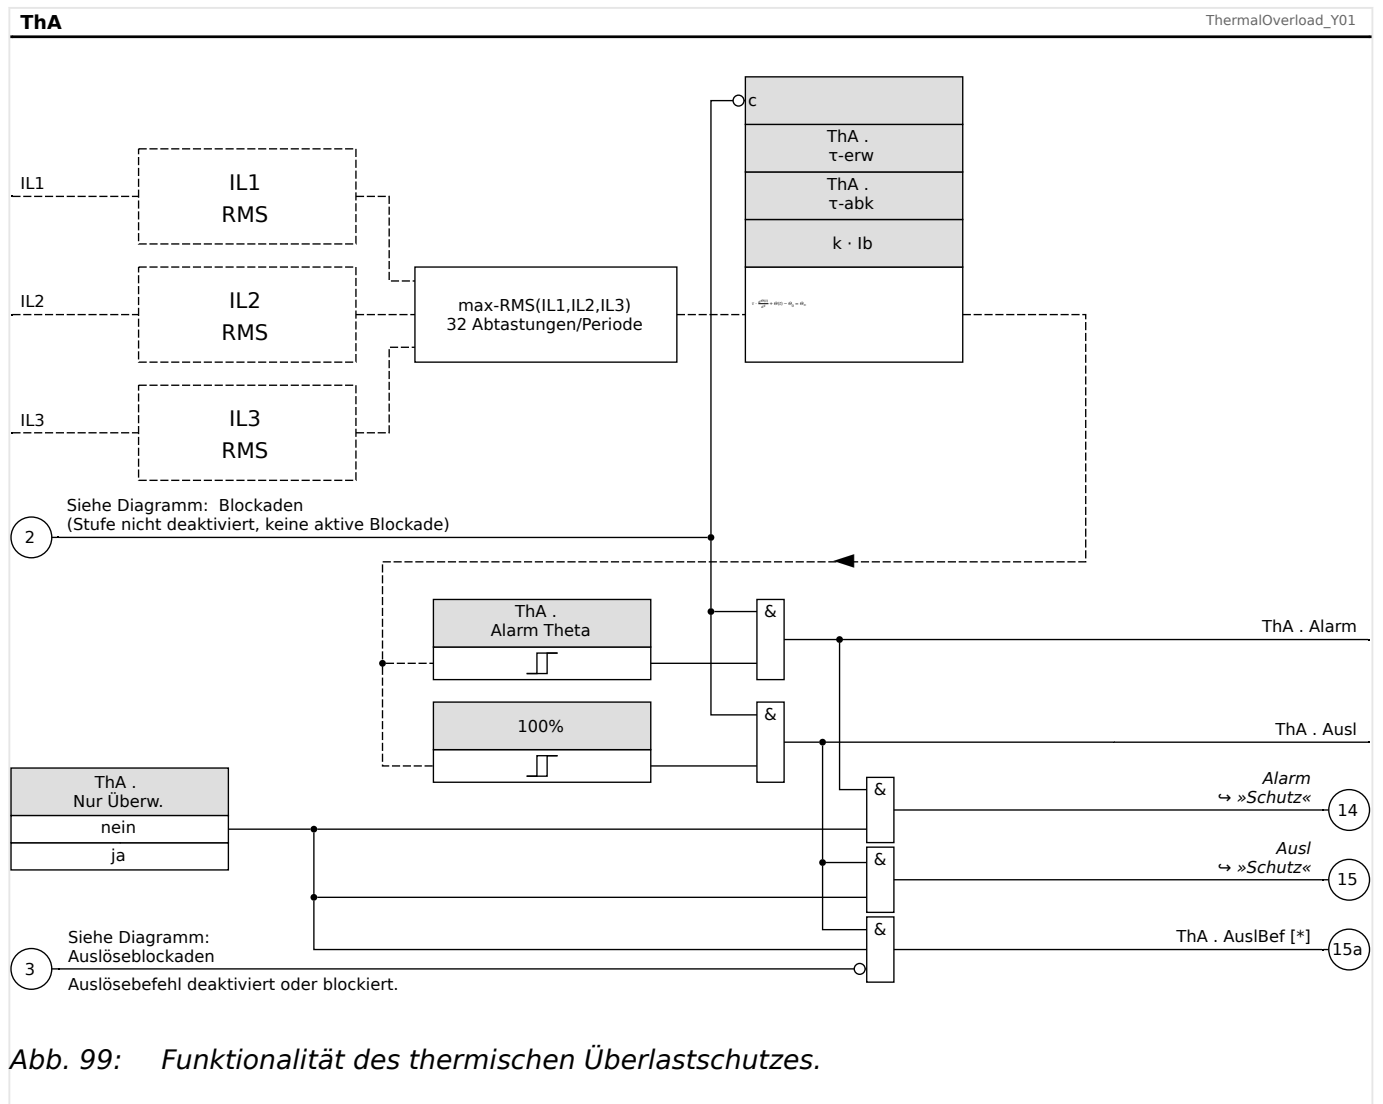 ThA
ThermalOverload_Y01
c
ThA .
τ-erw
ThA .
τ-abk
k · Ib
IL1
IL1
RMS
IL2
IL2
RMS
IL3
IL3
RMS
max-RMS(IL1,IL2,IL3)
32 Abtastungen/Periode
Siehe Diagramm: Blockaden
(Stufe nicht deaktiviert, keine aktive Blockade)
2
ThA .
Alarm Theta
&
ThA . Alarm
100%
&
ThA . Ausl
ThA .
Nur Überw.
nein
ja
&
Alarm
↪ »Schutz«
14
&
Ausl
↪ »Schutz«
15
&
ThA . AuslBef [*]
15a
Siehe Diagramm:
Auslöseblockaden
3
Auslösebefehl deaktiviert oder blockiert.
Abb. 99: Funktionalität des thermischen Überlastschutzes.